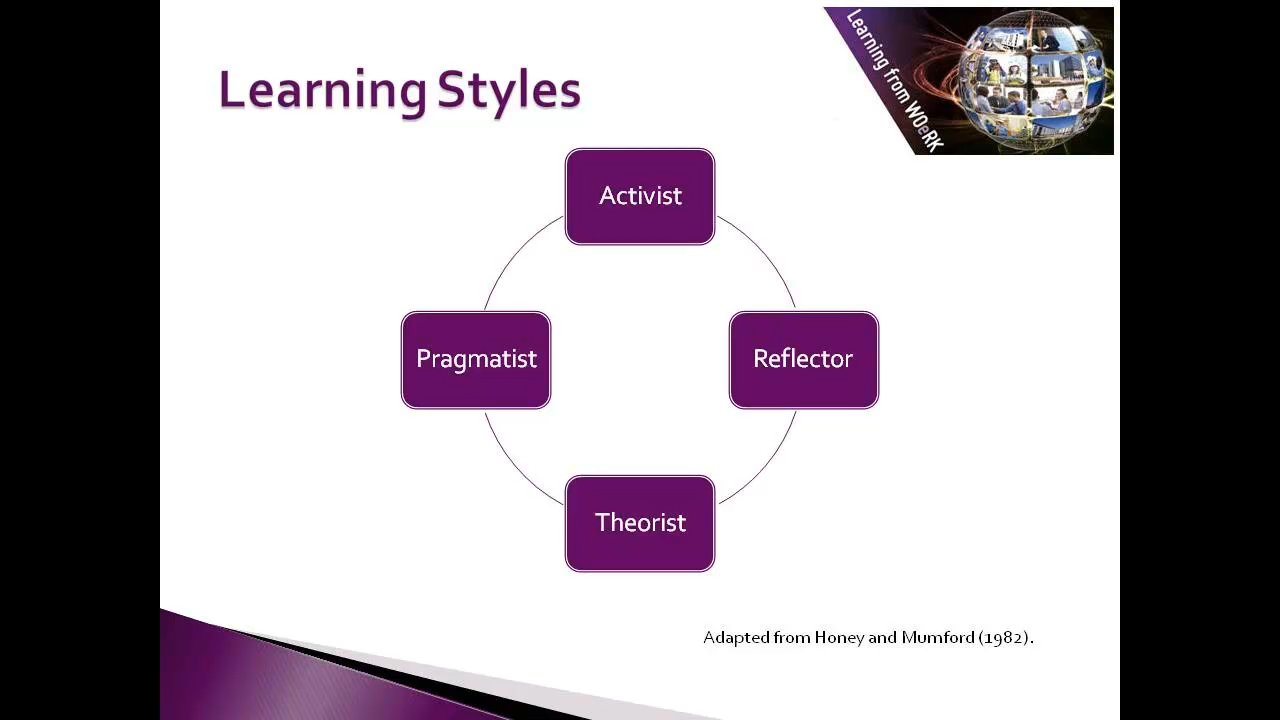 Learning Styles
Learning from WOeRK
Activist
Pragmatist
Reflector
Theorist
Adapted from Honey and Mumford (1982).